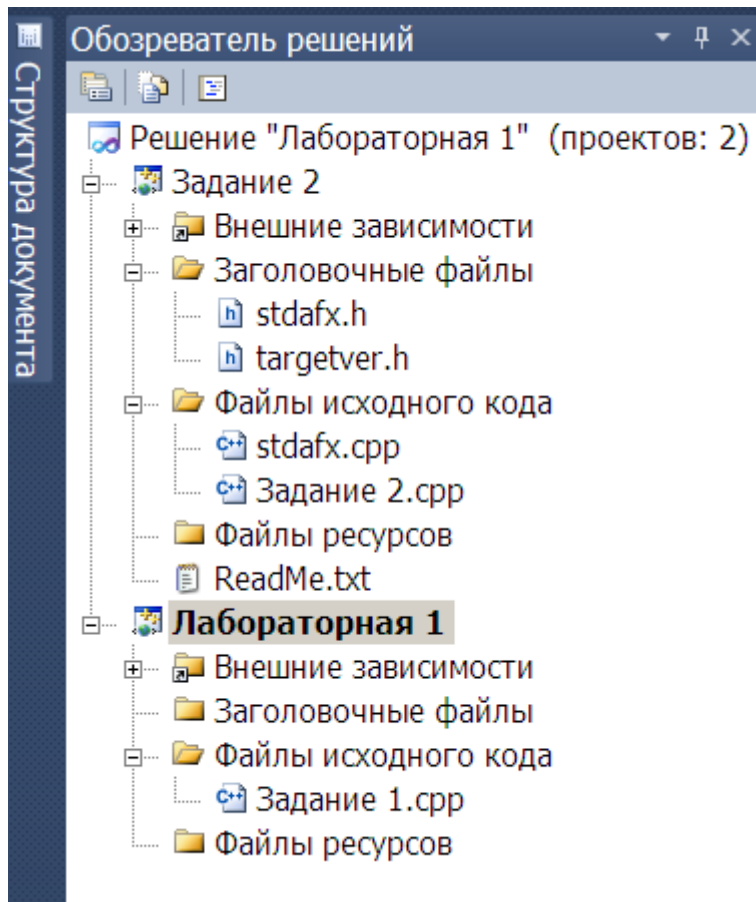 Структура документа
Обозреватель решений
Решение "Лабораторная 1" (проектов: 2)
Задание 2
Внешние зависимости
Заголовочные файлы
stdafx.h
targetver.h
Файлы исходного кода
stdafx.cpp
Задание 2.cpp
Файлы ресурсов
ReadMe.txt
Лабораторная 1
Внешние зависимости
Заголовочные файлы
Файлы исходного кода
Задание 1.cpp
Файлы ресурсов